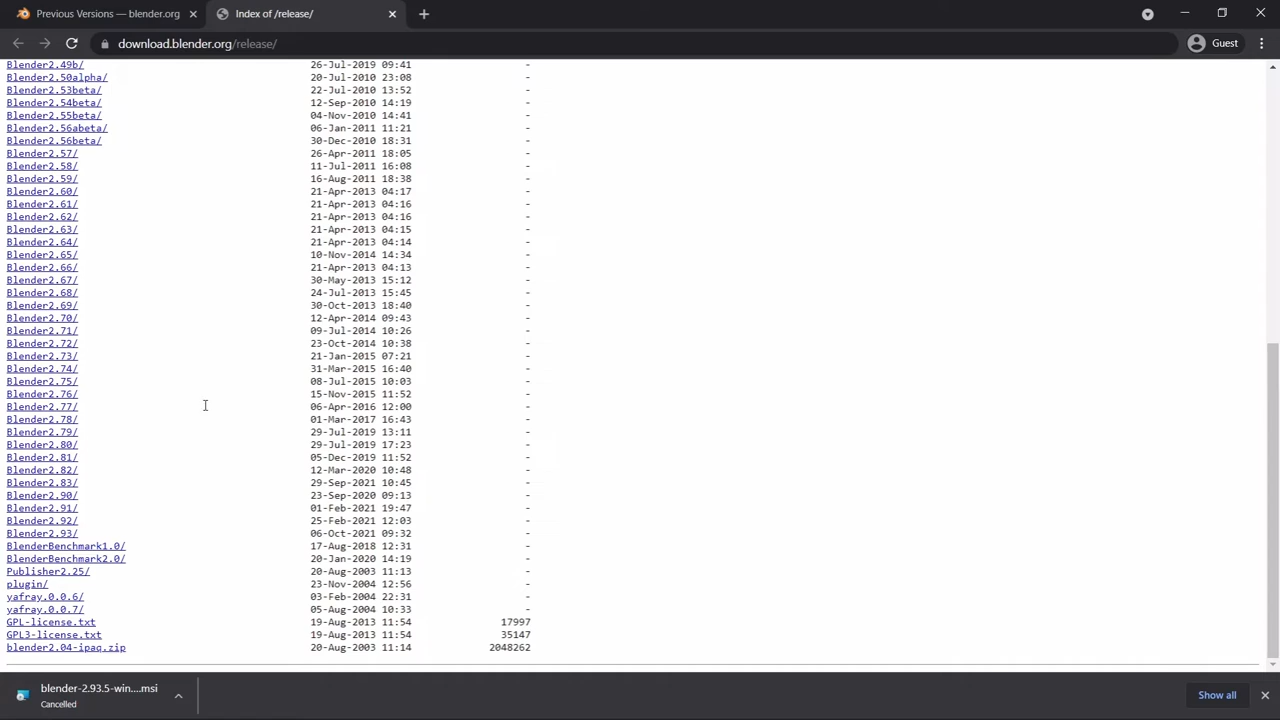 Previous Versions — blender.org
Index of /release/
download.blender.org/release/
Guest
Blender2.49b/ 26-Jul-2019 09:41 -
Blender2.50alpha/ 20-Jul-2010 23:08 -
Blender2.53beta/ 22-Jul-2010 13:52 -
Blender2.54beta/ 12-Sep-2010 14:19 -
Blender2.55beta/ 04-Nov-2010 14:41 -
Blender2.56abeta/ 06-Jan-2011 11:21 -
Blender2.56beta/ 30-Dec-2010 18:31 -
Blender2.57/ 26-Apr-2011 18:05 -
Blender2.58/ 11-Jul-2011 16:08 -
Blender2.59/ 16-Aug-2011 18:38 -
Blender2.60/ 21-Apr-2013 04:17 -
Blender2.61/ 21-Apr-2013 04:16 -
Blender2.62/ 21-Apr-2013 04:16 -
Blender2.63/ 21-Apr-2013 04:15 -
Blender2.64/ 21-Apr-2013 04:14 -
Blender2.65/ 10-Nov-2014 14:34 -
Blender2.66/ 21-Apr-2013 04:13 -
Blender2.67/ 30-May-2013 15:12 -
Blender2.68/ 24-Jul-2013 15:45 -
Blender2.69/ 30-Oct-2013 18:40 -
Blender2.70/ 12-Apr-2014 09:43 -
Blender2.71/ 09-Jul-2014 10:26 -
Blender2.72/ 23-Oct-2014 10:38 -
Blender2.73/ 21-Jan-2015 07:21 -
Blender2.74/ 31-Mar-2015 16:40 -
Blender2.75/ 08-Jul-2015 10:03 -
Blender2.76/ 15-Nov-2015 11:52 -
Blender2.77/ 06-Apr-2016 12:00 -
Blender2.78/ 01-Mar-2017 16:43 -
Blender2.79/ 29-Jul-2019 13:11 -
Blender2.80/ 29-Jul-2019 17:23 -
Blender2.81/ 05-Dec-2019 11:52 -
Blender2.82/ 12-Mar-2020 10:48 -
Blender2.83/ 29-Sep-2021 10:45 -
Blender2.90/ 23-Sep-2020 09:13 -
Blender2.91/ 01-Feb-2021 19:47 -
Blender2.92/ 25-Feb-2021 12:03 -
Blender2.93/ 06-Oct-2021 09:32 -
BlenderBenchmark1.0/ 17-Aug-2018 12:31 -
BlenderBenchmark2.0/ 20-Jan-2020 14:19 -
Publisher2.25/ 20-Aug-2003 11:13 -
plugin/ 23-Nov-2004 12:56 -
yafray.0.0.6/ 03-Feb-2004 22:31 -
yafray.0.0.7/ 05-Aug-2004 10:33 -
GPL-license.txt 19-Aug-2013 11:54 17997
GPL3-license.txt 19-Aug-2013 11:54 35147
blender2.04-ipaq.zip 20-Aug-2003 11:14 2048262
blender-2.93.5-win....msi
Cancelled
Show all